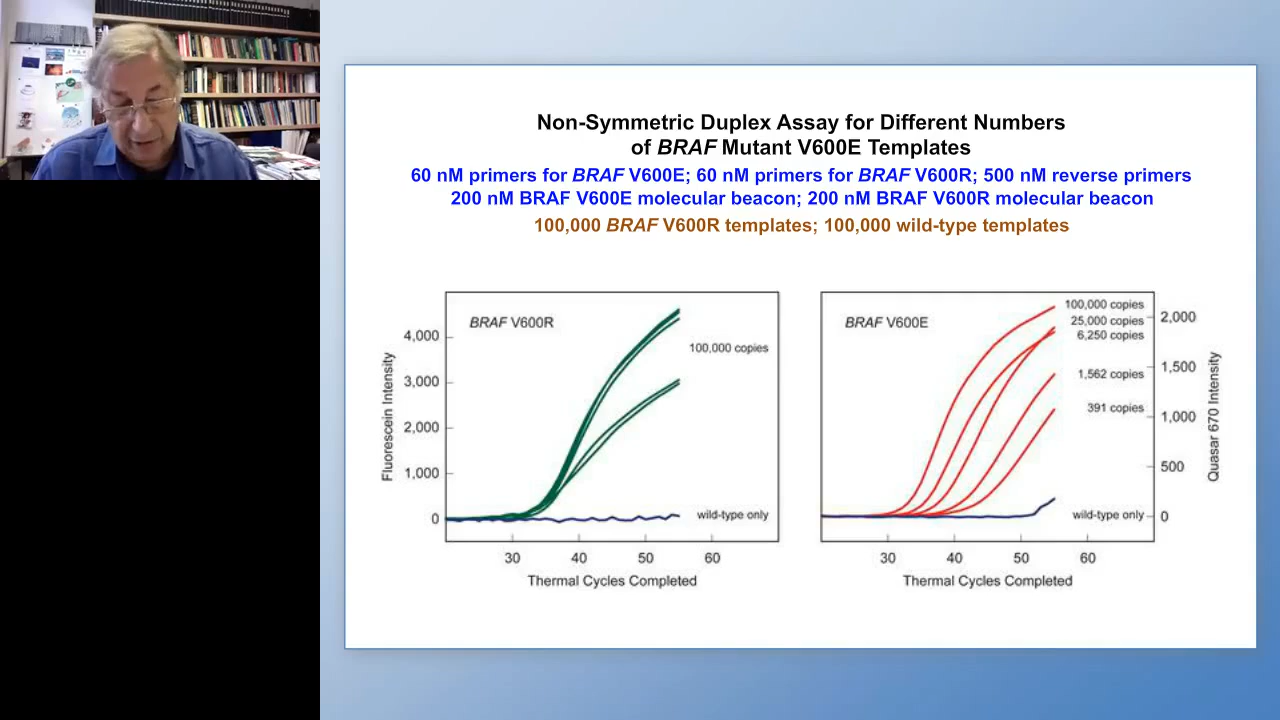 Non-Symmetric Duplex Assay for Different Numbers
of BRAF Mutant V600E Templates
60 nM primers for BRAF V600E; 60 nM primers for BRAF V600R; 500 nM reverse primers
200 nM BRAF V600E molecular beacon; 200 nM BRAF V600R molecular beacon
100,000 BRAF V600R templates; 100,000 wild-type templates
BRAF V600R
Fluorescein Intensity
4,000
3,000
2,000
1,000
0
100,000 copies
wild-type only
30 40 50 60
Thermal Cycles Completed
BRAF V600E
100,000 copies
25,000 copies
6,250 copies
1,562 copies
391 copies
wild-type only
2,000
1,500
1,000
500
0
Quasar 670 Intensity
30 40 50 60
Thermal Cycles Completed